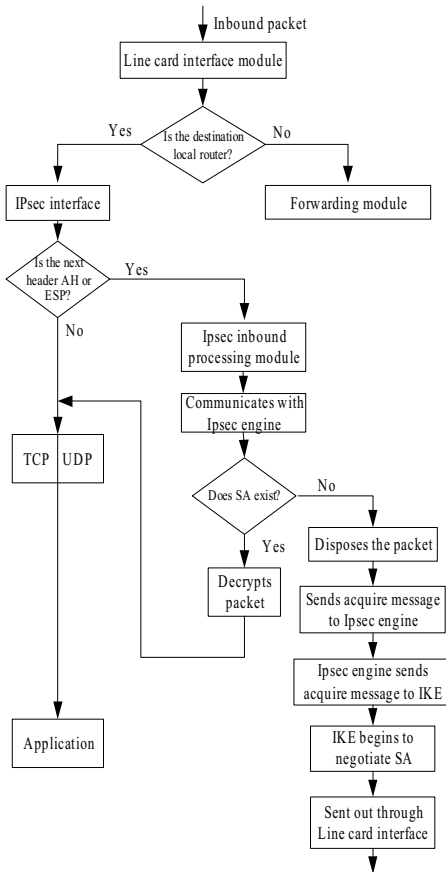 Inbound packet
Line card interface module
Yes
Is the destination
local router?
No
IPsec interface
Forwarding module
Is the next
header AH or
ESP?
Yes
No
Ipsec inbound
processing module
Communicates with
Ipsec engine
TCP UDP
Does SA exist?
No
Yes
Disposes the packet
Decrypts
packet
Sends acquire message
to Ipsec engine
Ipsec engine sends
acquire message to IKE
Application
IKE begins to
negotiate SA
Sent out through
Line card interface